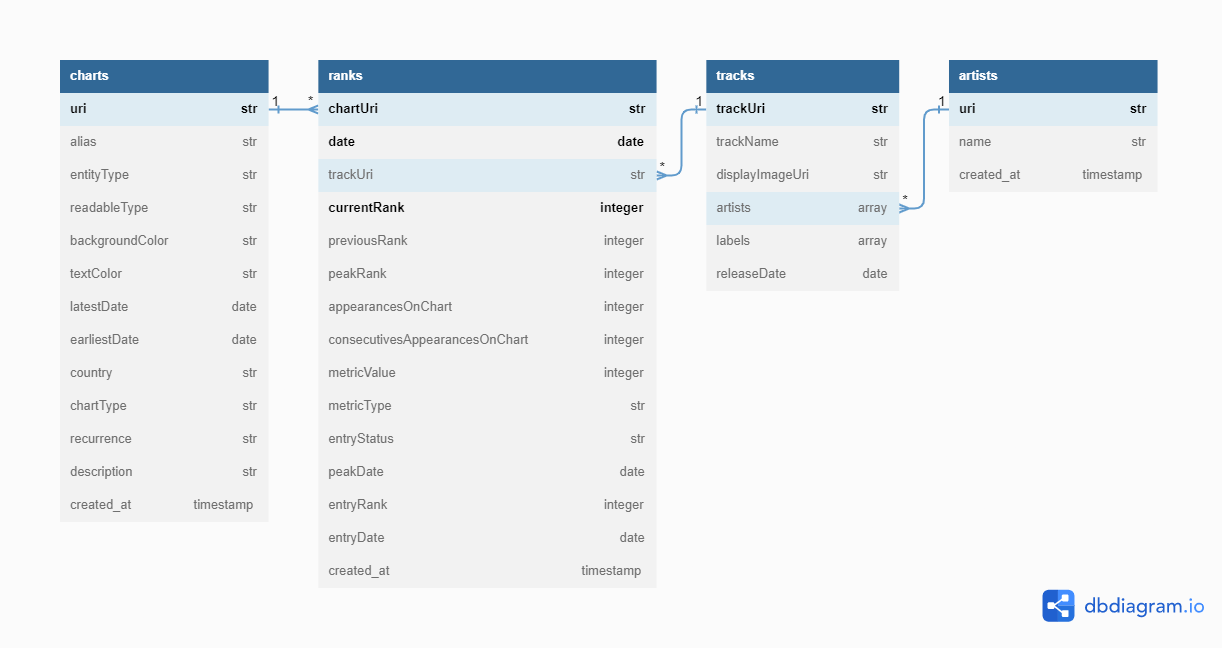 charts
uri str
alias str
entityType str
readableType str
backgroundColor str
textColor str
latestDate date
earliestDate date
country str
chartType str
recurrence str
description str
created_at timestamp
1 *
ranks
chartUri str
date date
trackUri str
currentRank integer
previousRank integer
peakRank integer
appearancesOnChart integer
consecutivesAppearancesOnChart integer
metricValue integer
metricType str
entryStatus str
peakDate date
entryRank integer
entryDate date
created_at timestamp
* 1
tracks
trackUri str
trackName str
displayImageUri str
artists array
labels array
releaseDate date
* 1
artists
uri str
name str
created_at timestamp
dbdiagram.io